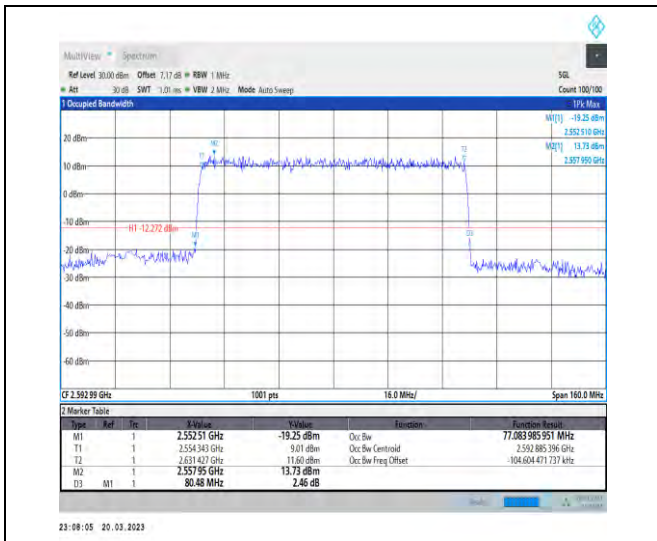 MultiView Spectrum
Ref Level 30.00 dBm Offset 7.17 dB RBW 1 MHz SGL
Att 30 dB SWT 1.01 ms VBW 2 MHz Mode Auto Sweep Count 100/100
1 Occupied Bandwidth 1Pk Max
M1[1] -19.25 dBm
2.552 510 GHz
M2[1] 13.73 dBm
2.557 950 GHz
20 dBm
M2
T1
T2
10 dBm
0 dBm
-10 dBm
H1 -12.272 dBm
M1
D3
-20 dBm
-30 dBm
-40 dBm
-50 dBm
-60 dBm
CF 2.592 99 GHz 1001 pts 16.0 MHz/ Span 160.0 MHz
2 Marker Table
Type Ref Trc X-Value Y-Value Function Function Result
M1 1 2.552 51 GHz -19.25 dBm Occ Bw 77.083 985 951 MHz
T1 1 2.554 343 GHz 9.01 dBm Occ Bw Centroid 2.592 885 396 GHz
T2 1 2.631 427 GHz 11.60 dBm Occ Bw Freq Offset -104.604 471 737 kHz
M2 1 2.557 95 GHz 13.73 dBm
D3 M1 1 80.48 MHz 2.46 dB
23:08:05 20.03.2023